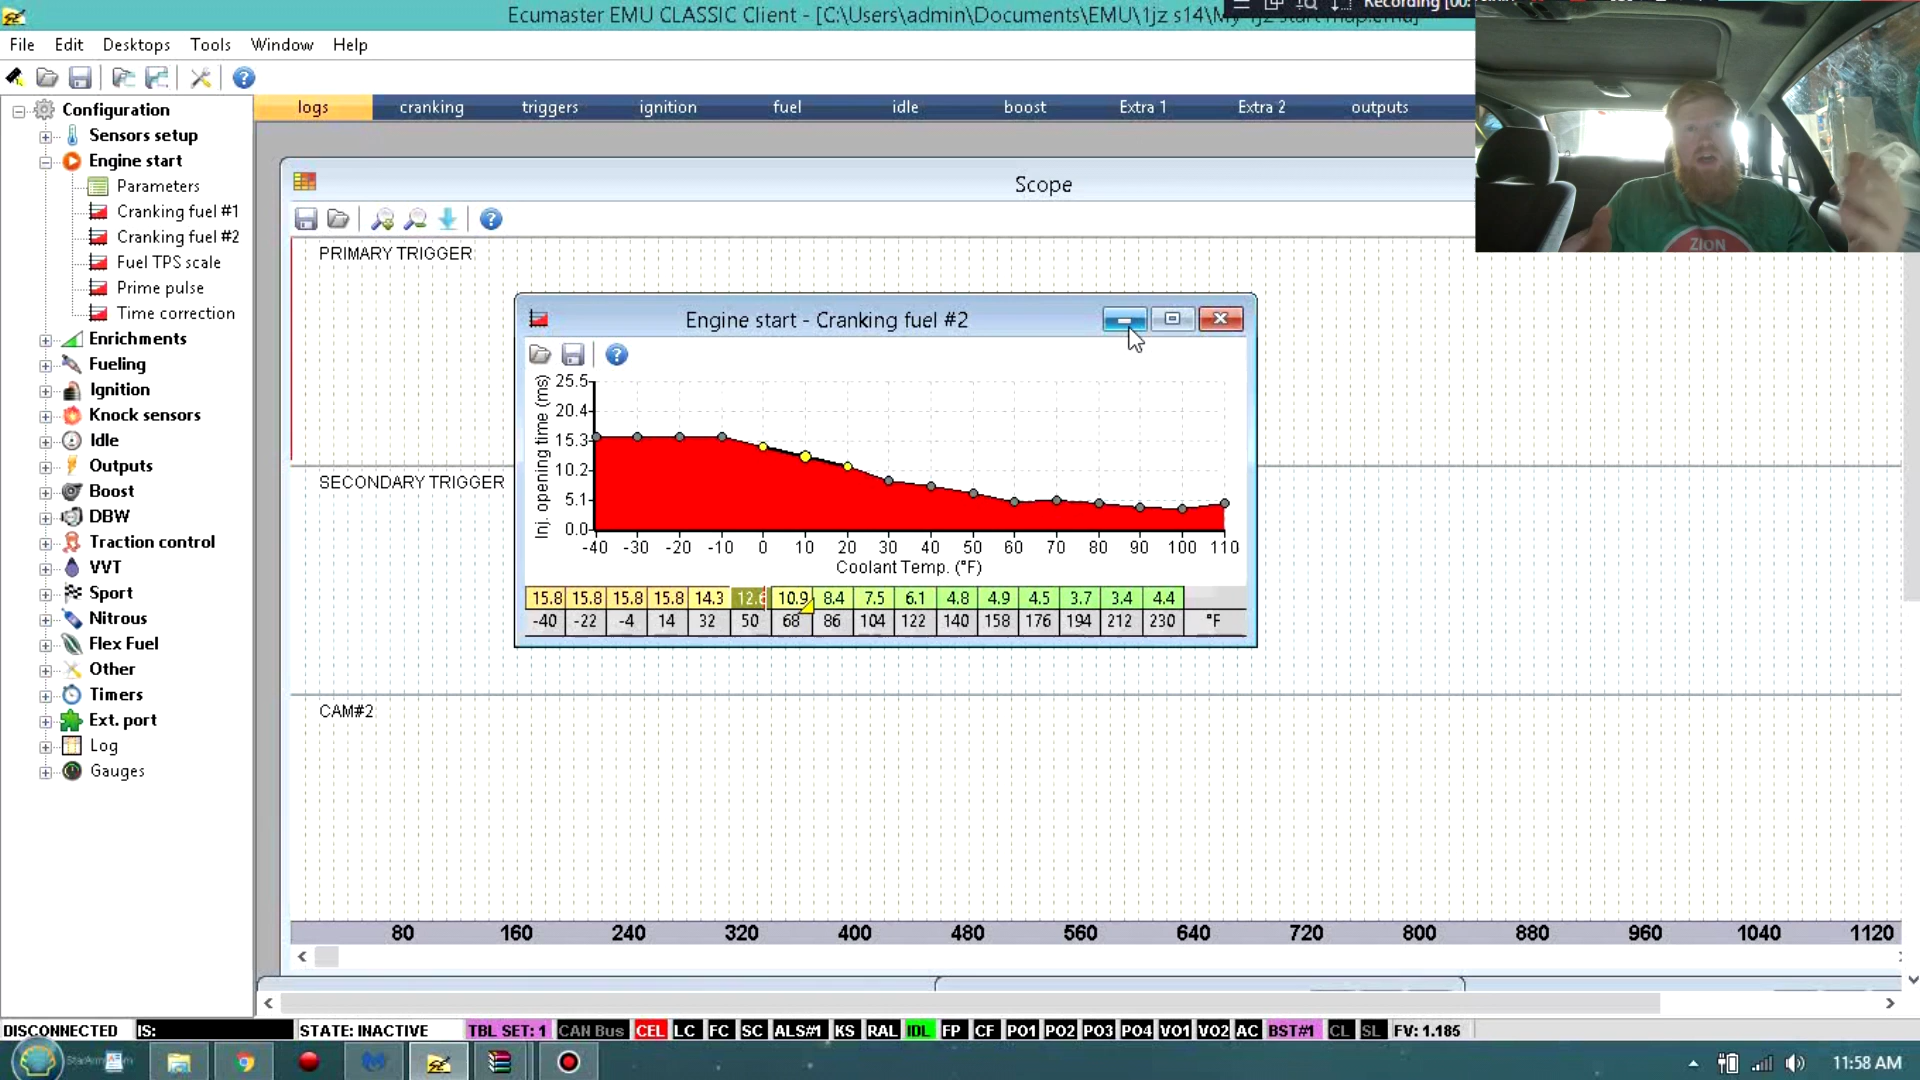 Ecumaster EMU CLASSIC Client - [C:\Users\admin\Documents\EMU\1jz s14\My 1jz start map.emu]
Recording [00:
File Edit Desktops Tools Window Help
Configuration
Sensors setup
Engine start
Parameters
Cranking fuel #1
Cranking fuel #2
Fuel TPS scale
Prime pulse
Time correction
Enrichments
Fueling
Ignition
Knock sensors
Idle
Outputs
Boost
DBW
Traction control
VVT
Sport
Nitrous
Flex Fuel
Other
Timers
Ext. port
Log
Gauges
logs cranking triggers ignition fuel idle boost Extra 1 Extra 2 outputs
Scope
PRIMARY TRIGGER
SECONDARY TRIGGER
CAM#2
80 160 240 320 400 480 560 640 720 800 880 960 1040 1120
Engine start - Cranking fuel #2
Inj. opening time (ms)
25.5
20.4
15.3
10.2
5.1
0.0
-40 -30 -20 -10 0 10 20 30 40 50 60 70 80 90 100 110
Coolant Temp. (°F)
15.8 15.8 15.8 15.8 14.3 12.6 10.9 8.4 7.5 6.1 4.8 4.9 4.5 3.7 3.4 4.4
-40 -22 -4 14 32 50 68 86 104 122 140 158 176 194 212 230 °F
ZION
DISCONNECTED IS: STATE: INACTIVE TBL SET: 1 CAN Bus CEL LC FC SC ALS#1 KS RAL IDL FP CF PO1 PO2 PO3 PO4 VO1 VO2 AC BST#1 CL SL FV: 1.185
11:58 AM